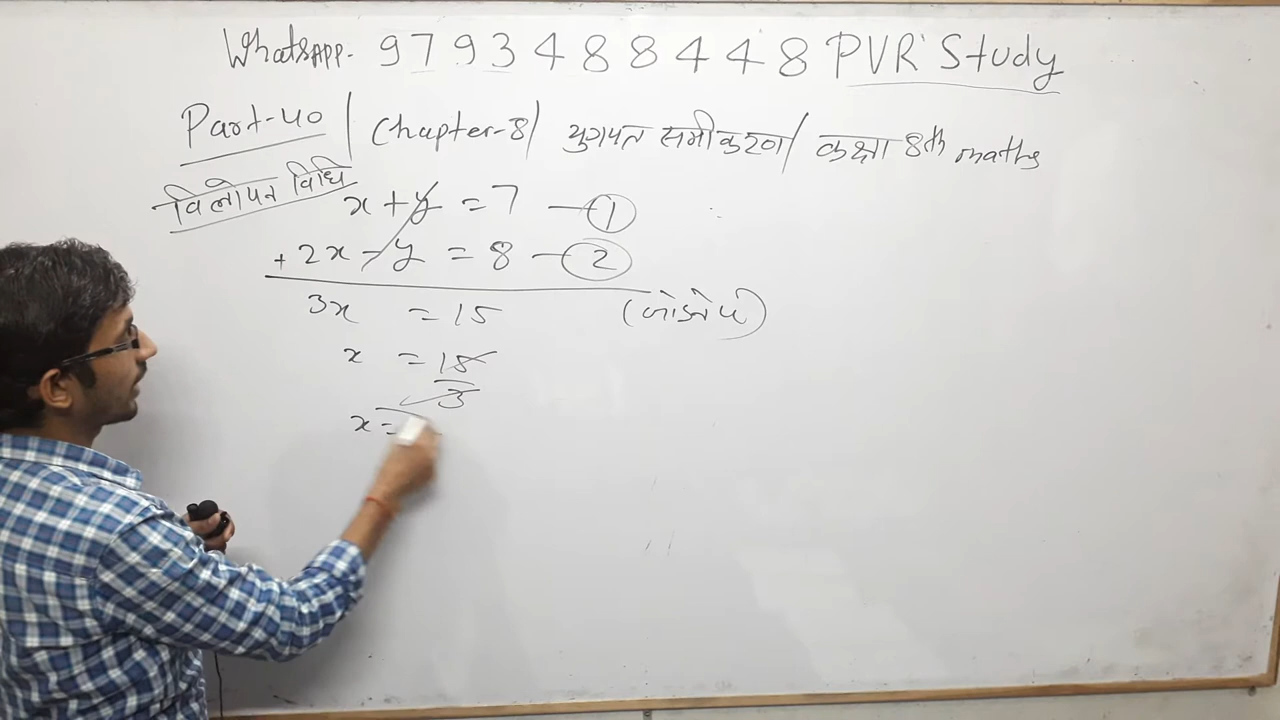 WhatsApp. 9793488448 PVR Study
Part-40 | Chapter-8 | युगपत समीकरण / कक्षा 8th maths
विलोपन विधि
x + y = 7 — 1
+ 2x - y = 8 — 2
3x = 15 (जोड़ने पर)
x = 15
3
x =